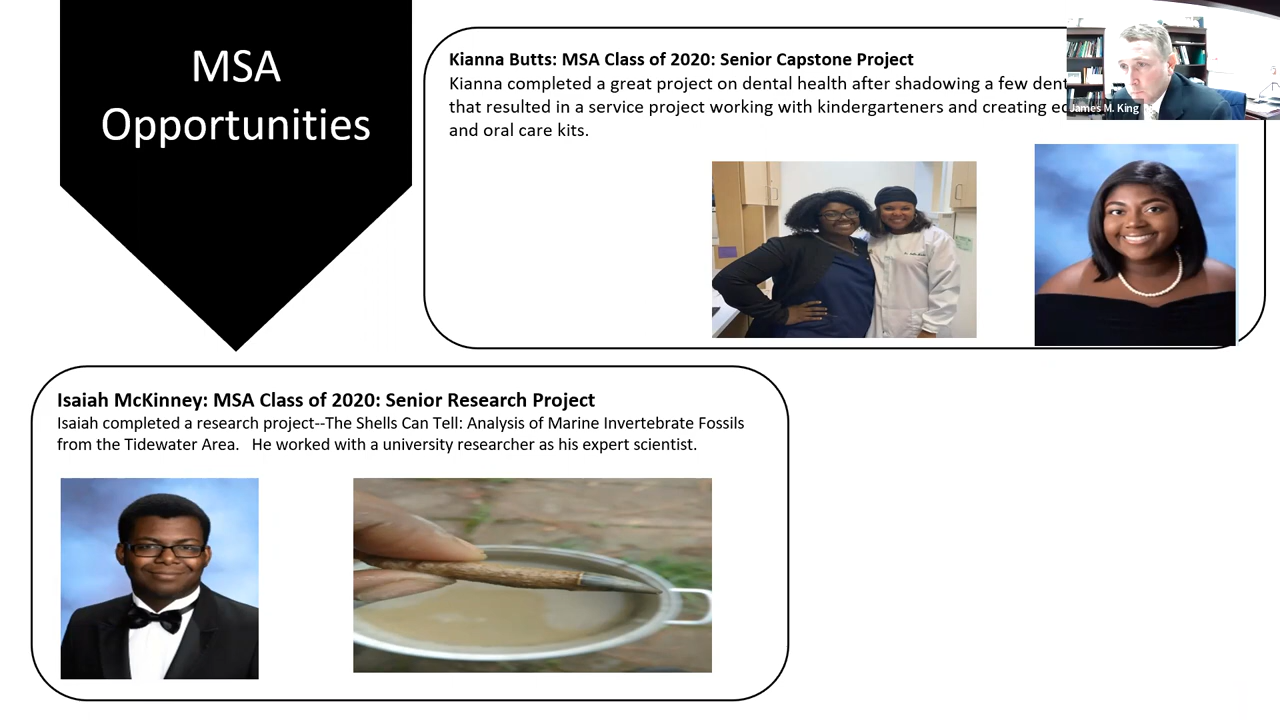 MSA
Opportunities
Kianna Butts: MSA Class of 2020: Senior Capstone Project
Kianna completed a great project on dental health after shadowing a few
that resulted in a service project working with kindergarteners and creating
and oral care kits.
James M. King
Isaiah McKinney: MSA Class of 2020: Senior Research Project
Isaiah completed a research project--The Shells Can Tell: Analysis of Marine Invertebrate Fossils
from the Tidewater Area. He worked with a university researcher as his expert scientist.